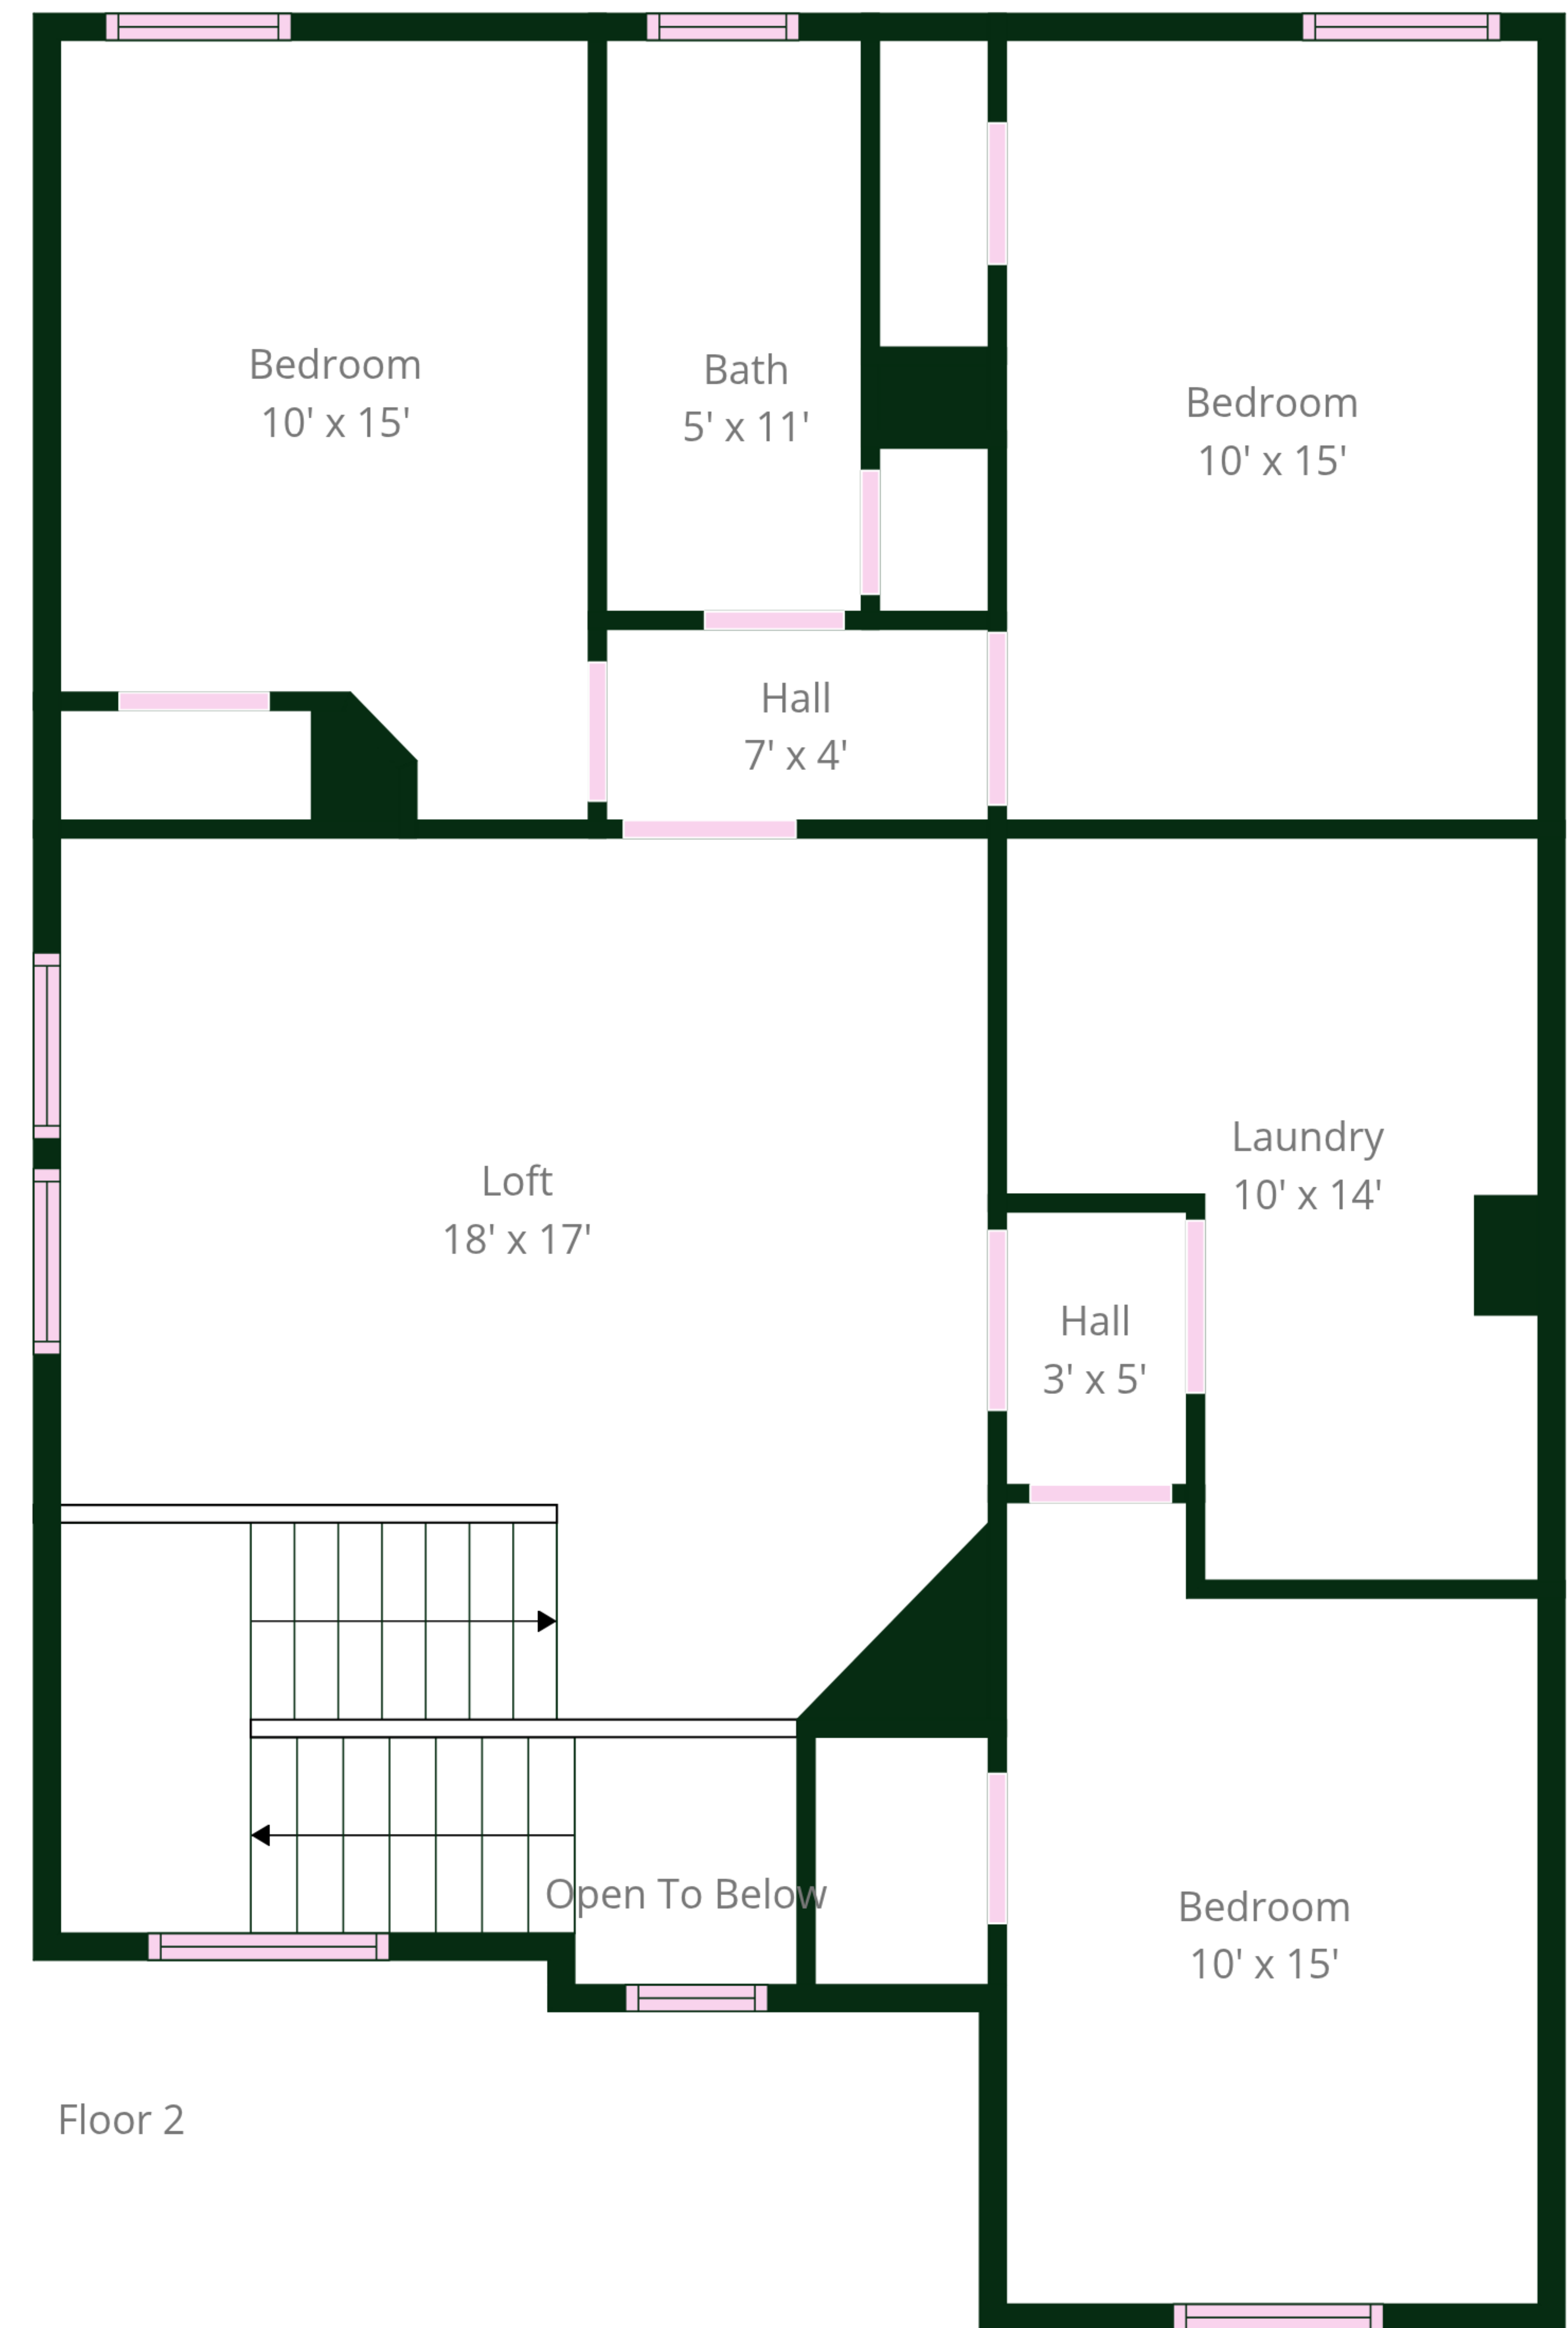 Bedroom
10' x 15'
Bath
5' x 11'
Bedroom
10' x 15'
Hall
7' x 4'
Loft
18' x 17'
Laundry
10' x 14'
Hall
3' x 5'
Open To Below
Bedroom
10' x 15'
Floor 2